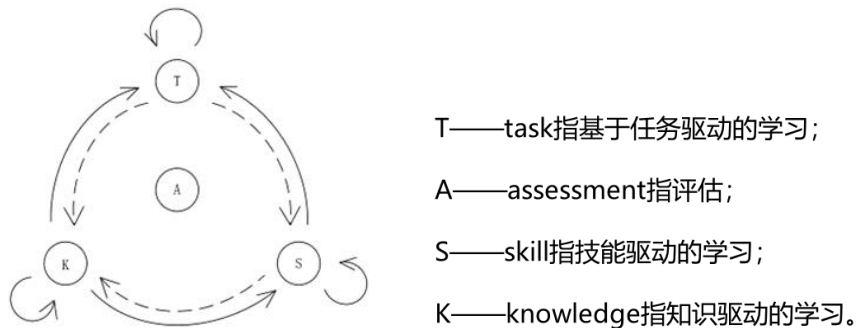 T
A
K
S
T——task指基于任务驱动的学习；
A——assessment指评估；
S——skill指技能驱动的学习；
K——knowledge指知识驱动的学习。